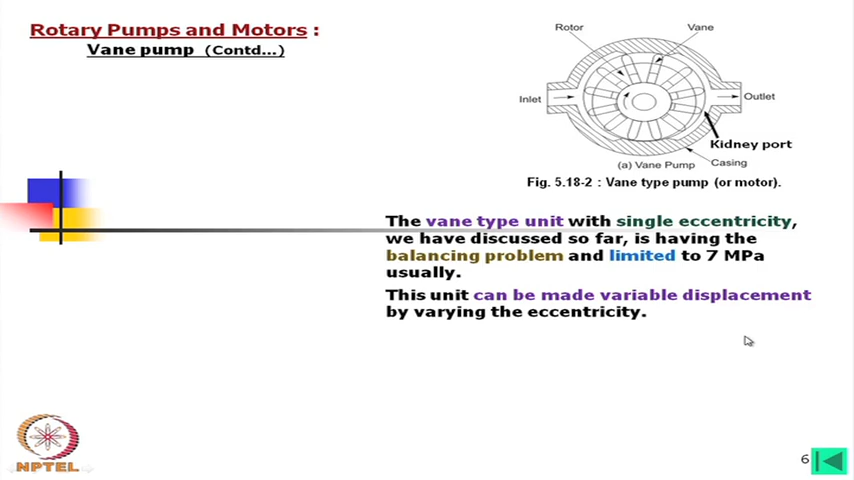 Rotary Pumps and Motors :
Vane pump (Contd...)
Rotor
Vane
Inlet
Outlet
Kidney port
(a) Vane Pump
Casing
Fig. 5.18-2 : Vane type pump (or motor).
The vane type unit with single eccentricity,
we have discussed so far, is having the
balancing problem and limited to 7 MPa
usually.
This unit can be made variable displacement
by varying the eccentricity.
NPTEL
6